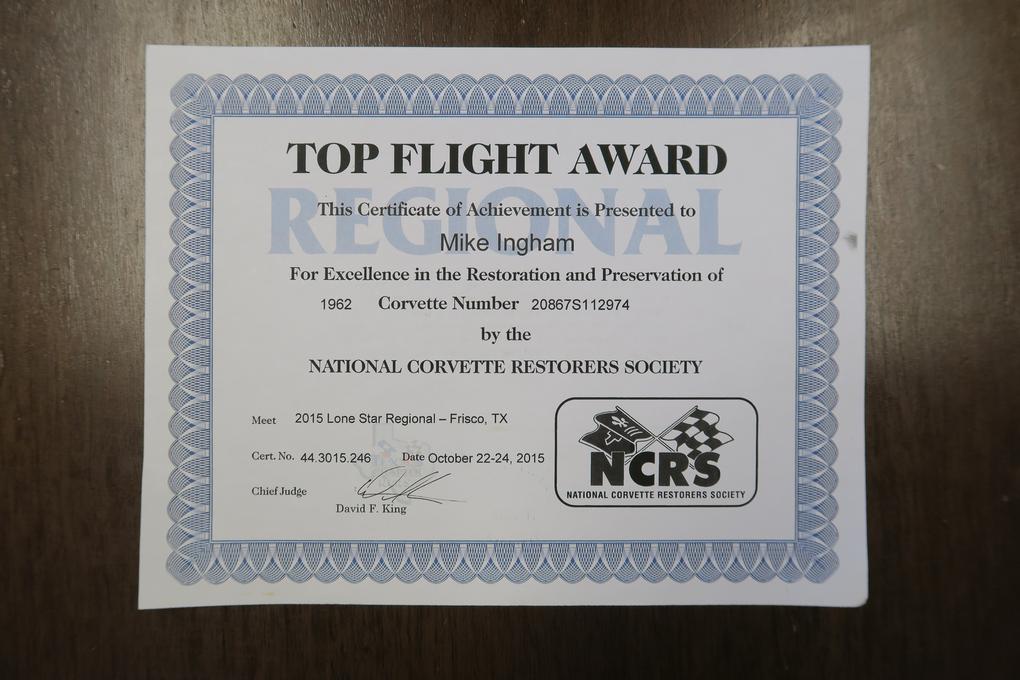 TOP FLIGHT AWARD
REGIONAL
This Certificate of Achievement is Presented to
Mike Ingham
For Excellence in the Restoration and Preservation of
1962 Corvette Number 20867S112974
by the
NATIONAL CORVETTE RESTORERS SOCIETY
Meet 2015 Lone Star Regional – Frisco, TX
Cert. No. 44.3015.246 Date October 22-24, 2015
Chief Judge
David F. King
NCRS
NATIONAL CORVETTE RESTORERS SOCIETY